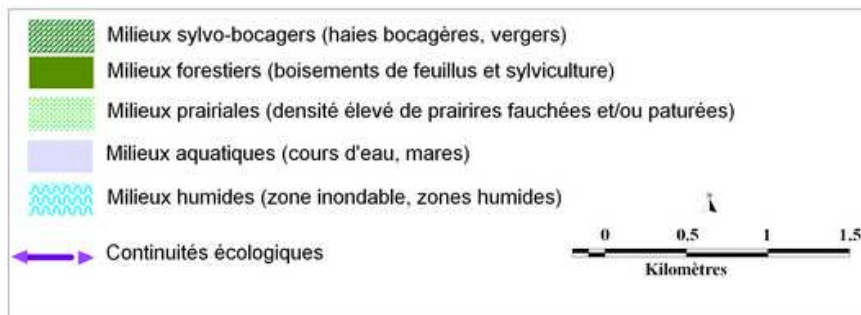 Milieux sylvo-bocagers (haies bocagères, vergers)
Milieux forestiers (boisements de feuillus et sylviculture)
Milieux prairiales (densité élevé de prairires fauchées et/ou paturées)
Milieux aquatiques (cours d'eau, mares)
Milieux humides (zone inondable, zones humides)
Continuités écologiques
0 0.5 1 1.5
Kilomètres